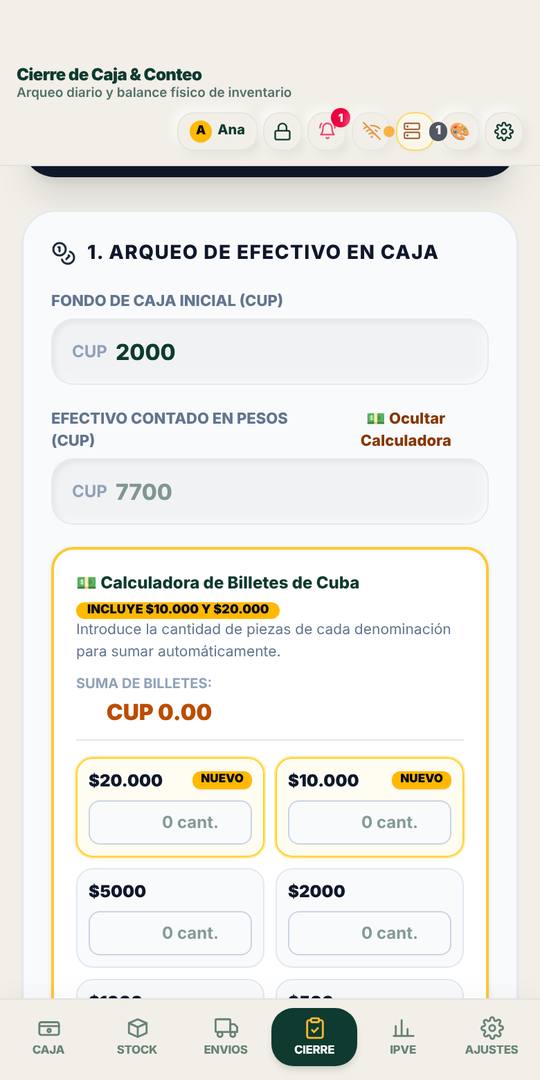 Cierre de Caja & Conteo
Arqueo diario y balance físico de inventario
A Ana
1
1
1. ARQUEO DE EFECTIVO EN CAJA
FONDO DE CAJA INICIAL (CUP)
CUP 2000
EFECTIVO CONTADO EN PESOS (CUP)
💵 Ocultar Calculadora
CUP 7700
💵 Calculadora de Billetes de Cuba
INCLUYE $10.000 Y $20.000
Introduce la cantidad de piezas de cada denominación
para sumar automáticamente.
SUMA DE BILLETES:
CUP 0.00
$20.000 NUEVO
0 cant.
$10.000 NUEVO
0 cant.
$5000
0 cant.
$2000
0 cant.
CAJA
STOCK
ENVIOS
CIERRE
IPVE
AJUSTES